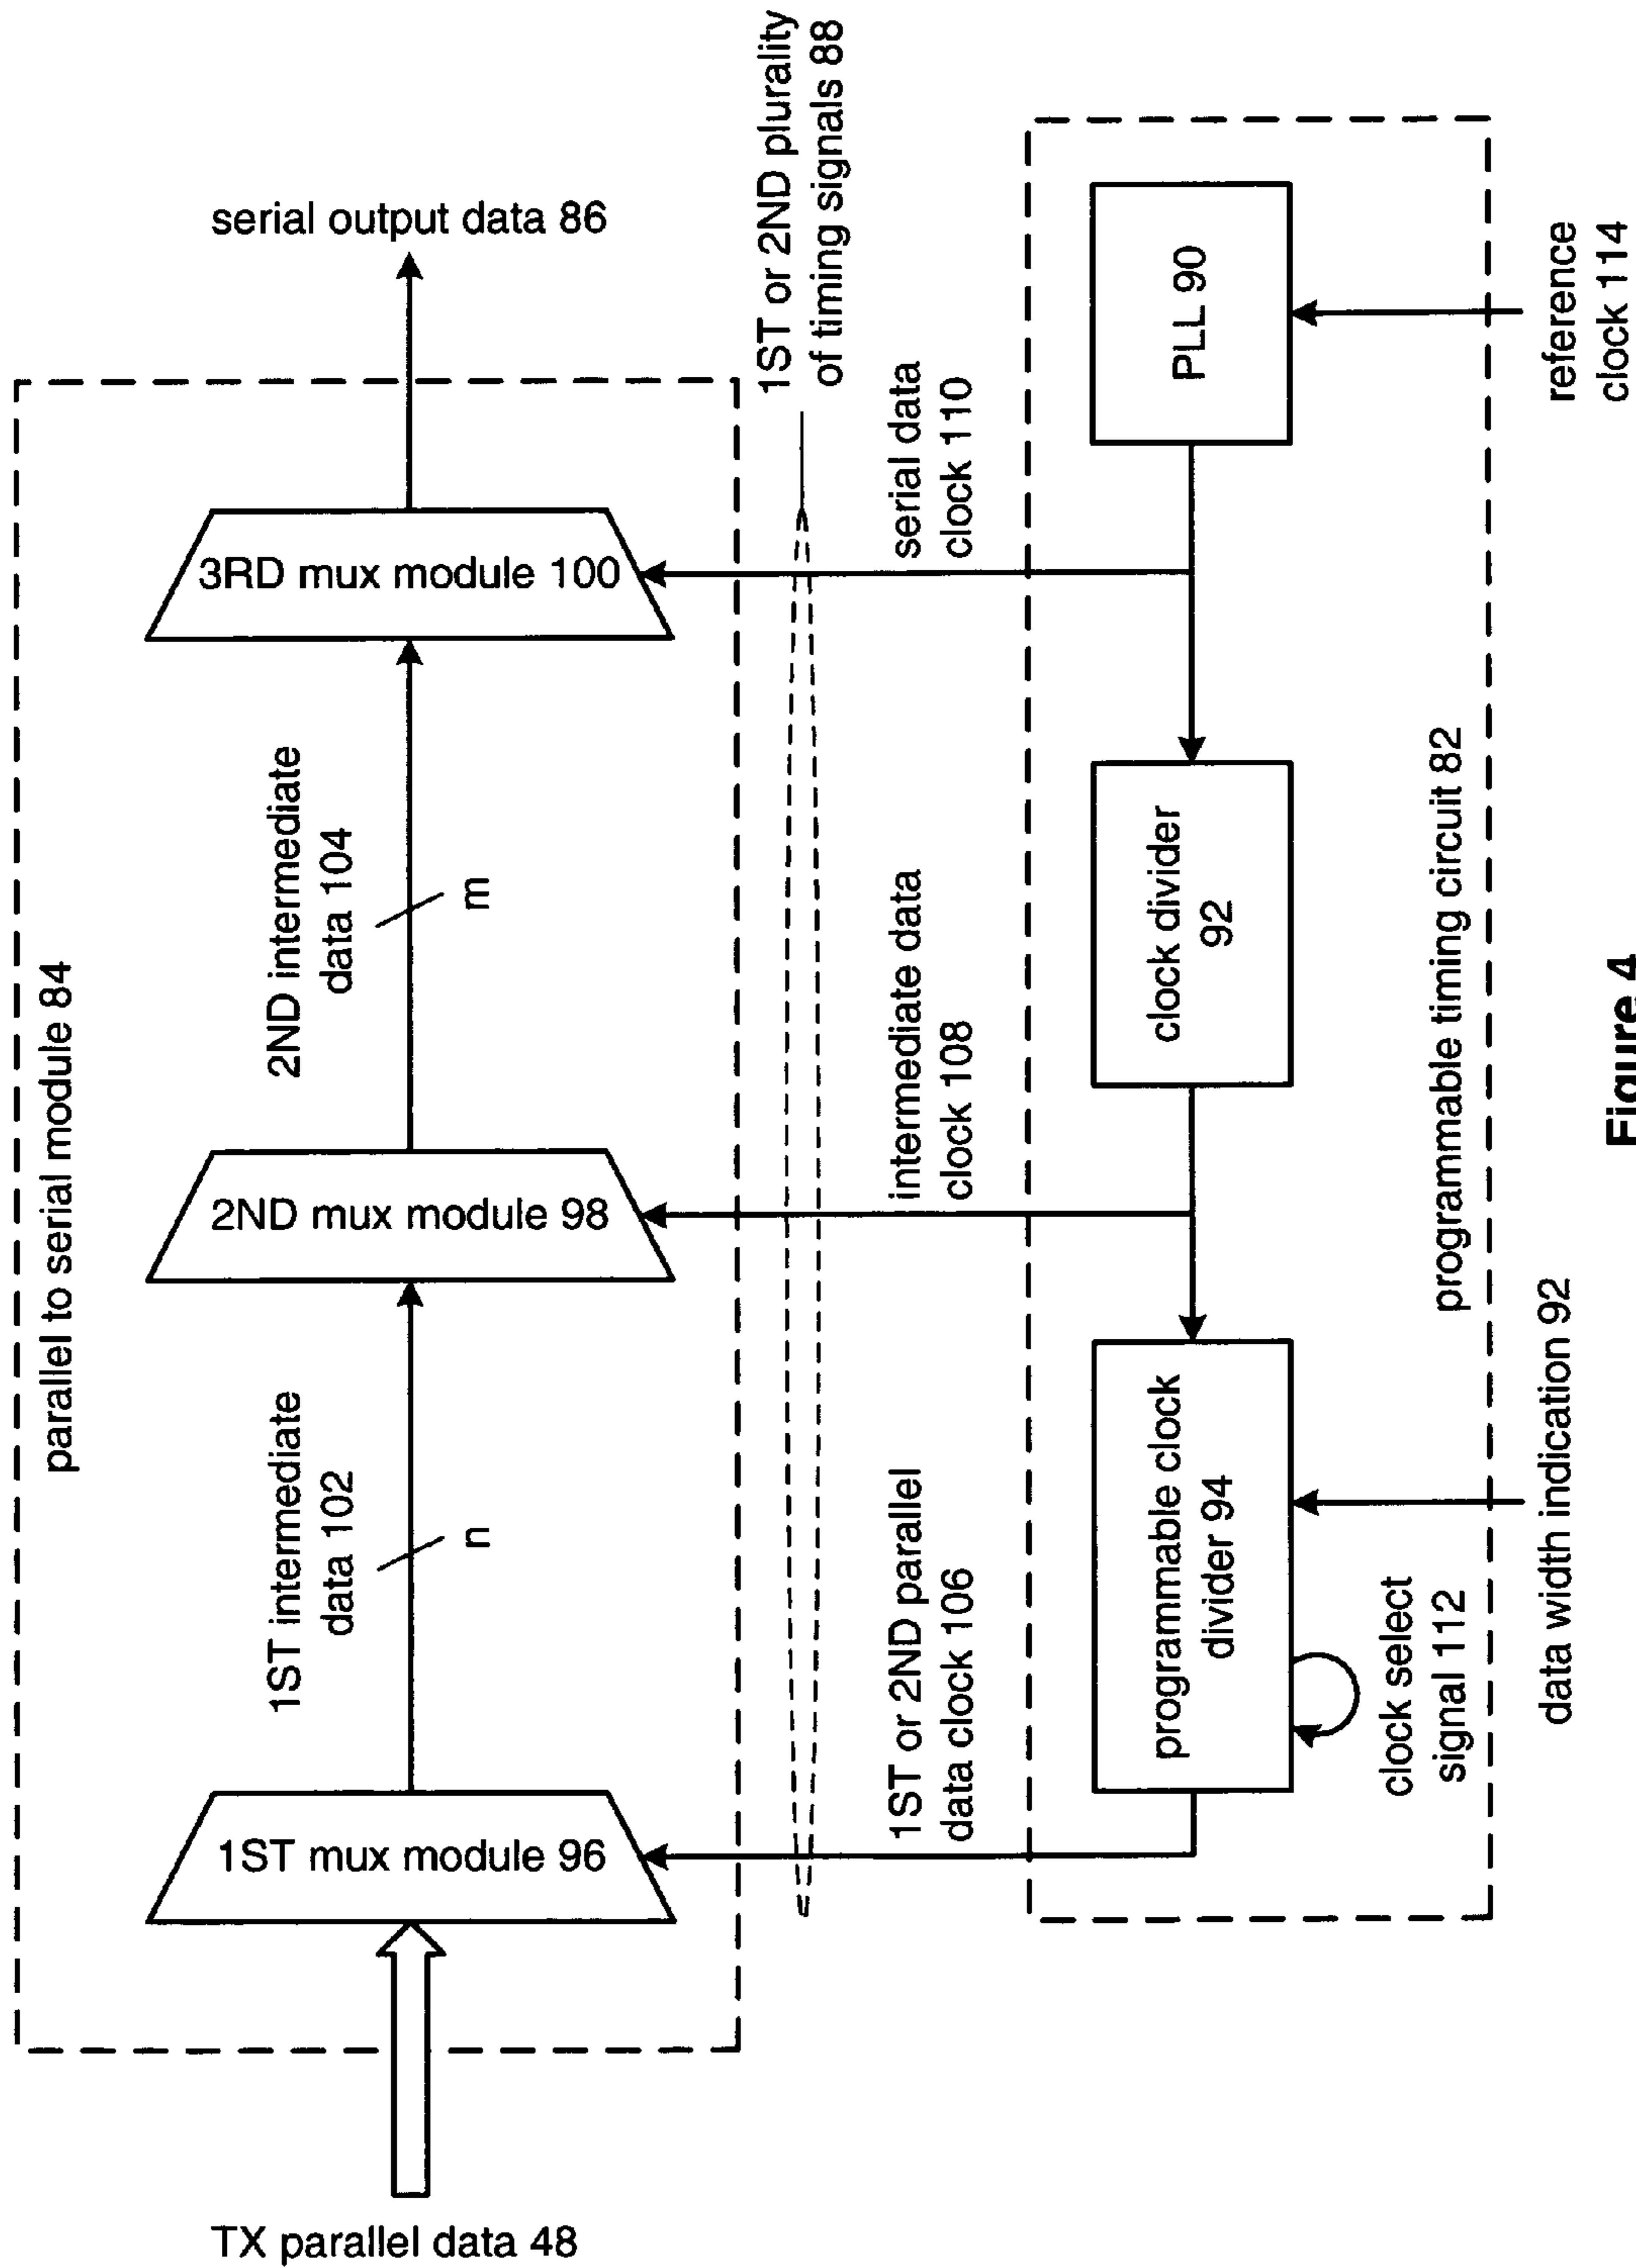 parallel to serial module 84
TX parallel data 48
1ST mux module 96
1ST intermediate
data 102
n
2ND mux module 98
2ND intermediate
data 104
m
3RD mux module 100
serial output data 86
1ST or 2ND plurality
of timing signals 88
1ST or 2ND parallel
data clock 106
intermediate data
clock 108
serial data
clock 110
programmable clock
divider 94
clock divider
92
PLL 90
clock select
signal 112
programmable timing circuit 82
data width indication 92
reference
clock 114
Figure 4